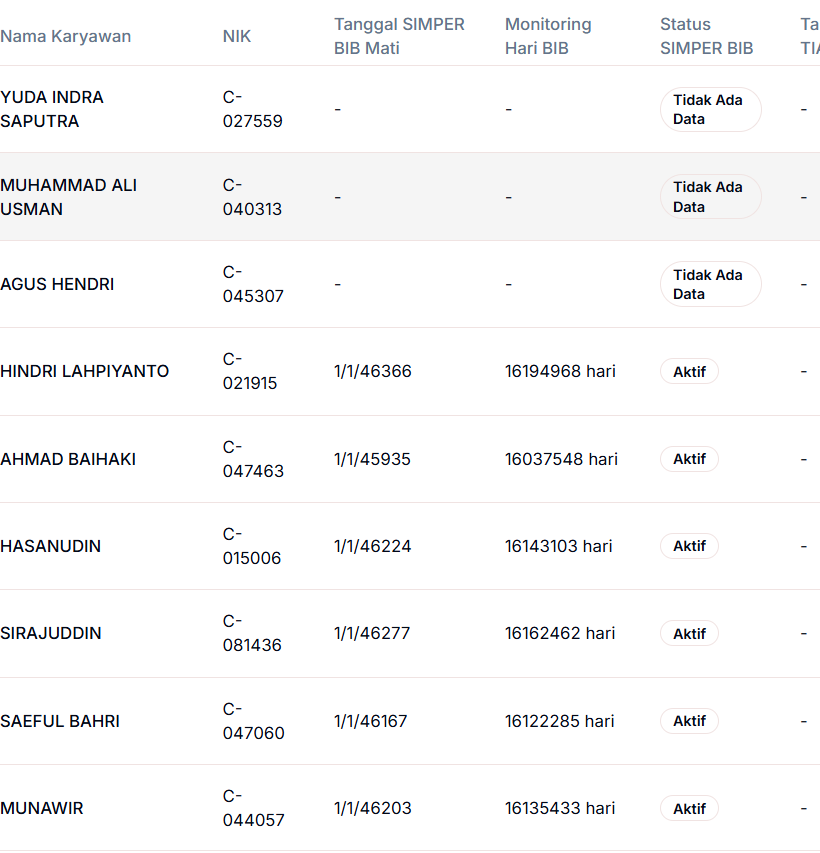 Nama Karyawan NIK Tanggal SIMPER BIB Mati Monitoring Hari BIB Status SIMPER BIB Ta TIA
YUDA INDRA SAPUTRA C-027559 - - Tidak Ada Data -
MUHAMMAD ALI USMAN C-040313 - - Tidak Ada Data -
AGUS HENDRI C-045307 - - Tidak Ada Data -
HINDRI LAHPIYANTO C-021915 1/1/46366 16194968 hari Aktif -
AHMAD BAIHAKI C-047463 1/1/45935 16037548 hari Aktif -
HASANUDIN C-015006 1/1/46224 16143103 hari Aktif -
SIRAJUDDIN C-081436 1/1/46277 16162462 hari Aktif -
SAEFUL BAHRI C-047060 1/1/46167 16122285 hari Aktif -
MUNAWIR C-044057 1/1/46203 16135433 hari Aktif -